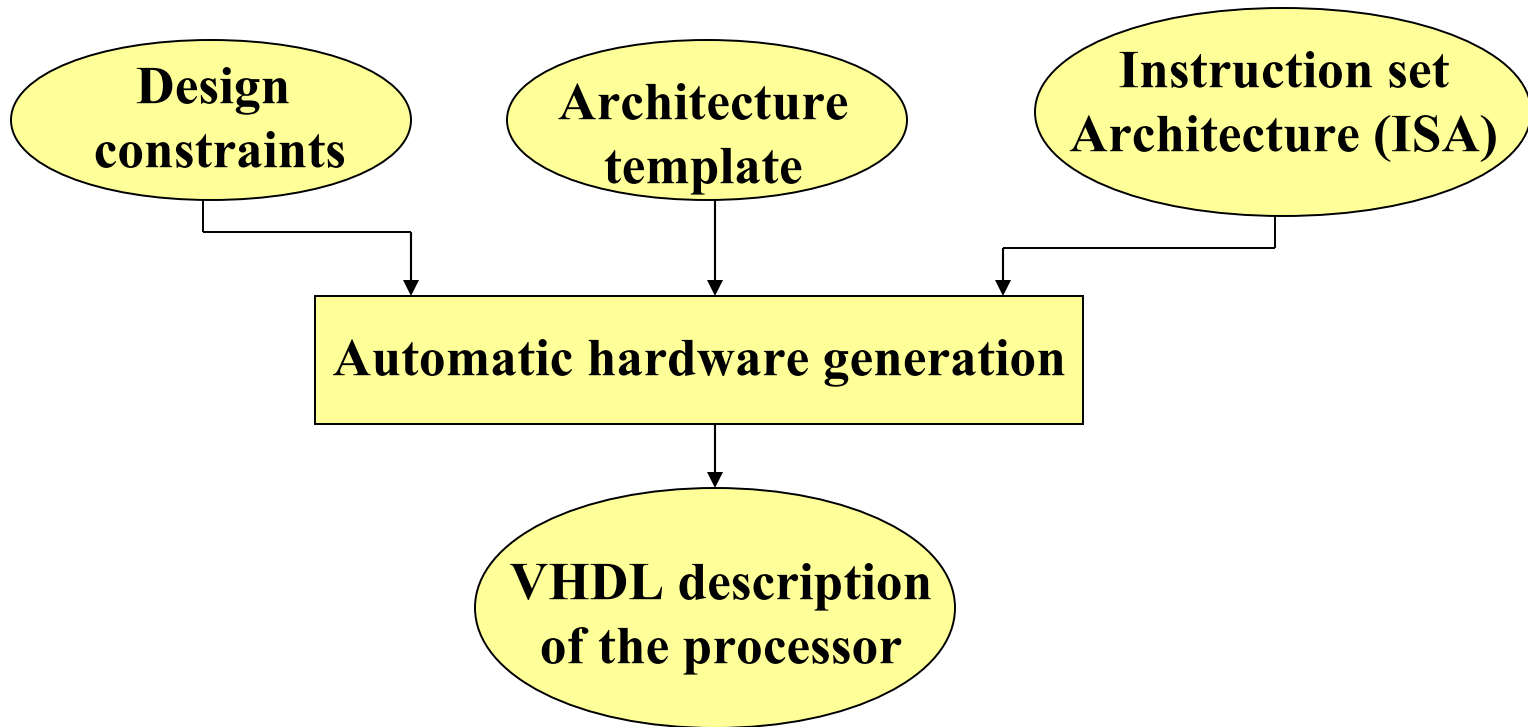 Design
constraints
Architecture
template
Instruction set
Architecture (ISA)
Automatic hardware generation
VHDL description
of the processor